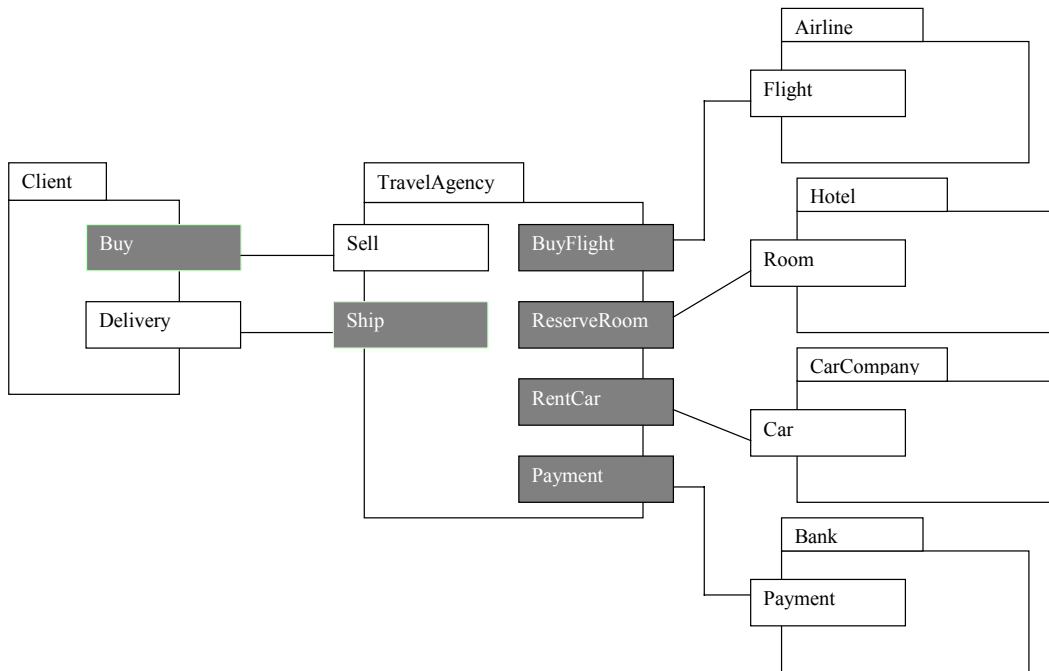 Airline
Flight
Client
TravelAgency
Hotel
Buy
Sell
BuyFlight
Room
Delivery
Ship
ReserveRoom
CarCompany
RentCar
Car
Payment
Bank
Payment